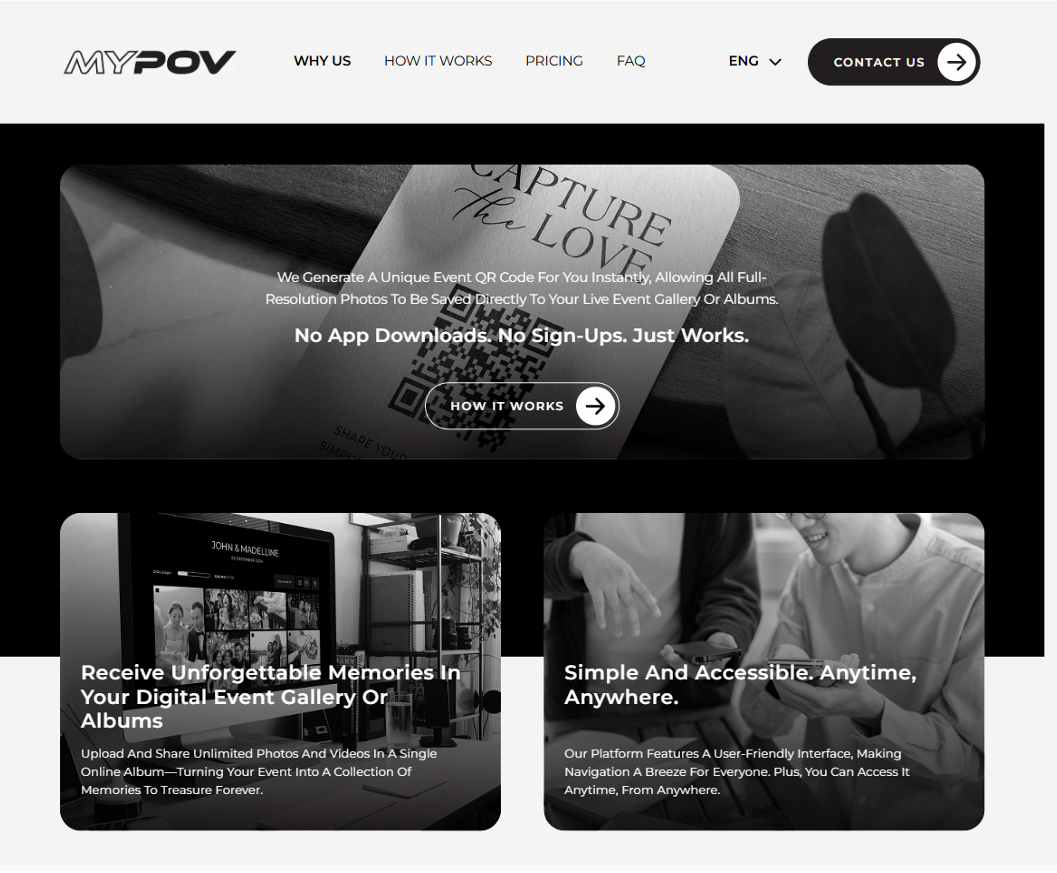 MYPOV
WHY US
HOW IT WORKS
PRICING
FAQ
ENG
CONTACT US
CAPTURE
the LOVE
We Generate A Unique Event QR Code For You Instantly, Allowing All Full-
Resolution Photos To Be Saved Directly To Your Live Event Gallery Or Albums.
No App Downloads. No Sign-Ups. Just Works.
HOW IT WORKS
SHARE YOUR
JOHN & MADELLINE
Receive Unforgettable Memories In
Your Digital Event Gallery Or
Albums
Upload And Share Unlimited Photos And Videos In A Single
Online Album—Turning Your Event Into A Collection Of
Memories To Treasure Forever.
Simple And Accessible. Anytime,
Anywhere.
Our Platform Features A User-Friendly Interface, Making
Navigation A Breeze For Everyone. Plus, You Can Access It
Anytime, From Anywhere.